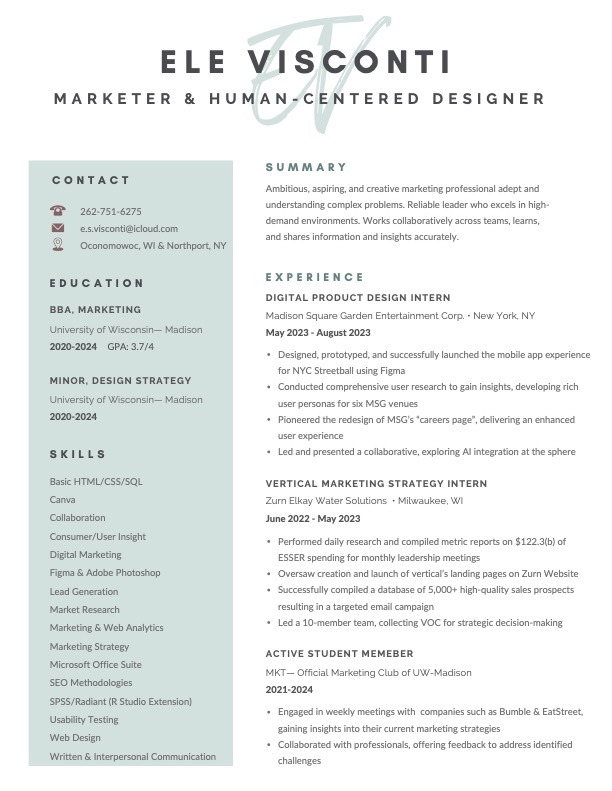 EV
ELE VISCONTI
MARKETER & HUMAN-CENTERED DESIGNER
CONTACT
262-751-6275
e.s.visconti@icloud.com
Oconomowoc, WI & Northport, NY
EDUCATION
BBA, MARKETING
University of Wisconsin— Madison
2020-2024 GPA: 3.7/4
MINOR, DESIGN STRATEGY
University of Wisconsin— Madison
2020-2024
SKILLS
Basic HTML/CSS/SQL
Canva
Collaboration
Consumer/User Insight
Digital Marketing
Figma & Adobe Photoshop
Lead Generation
Market Research
Marketing & Web Analytics
Marketing Strategy
Microsoft Office Suite
SEO Methodologies
SPSS/Radiant (R Studio Extension)
Usability Testing
Web Design
Written & Interpersonal Communication
SUMMARY
Ambitious, aspiring, and creative marketing professional adept and
understanding complex problems. Reliable leader who excels in high-
demand environments. Works collaboratively across teams, learns,
and shares information and insights accurately.
EXPERIENCE
DIGITAL PRODUCT DESIGN INTERN
Madison Square Garden Entertainment Corp. • New York, NY
May 2023 - August 2023
• Designed, prototyped, and successfully launched the mobile app experience
for NYC Streetball using Figma
• Conducted comprehensive user research to gain insights, developing rich
user personas for six MSG venues
• Pioneered the redesign of MSG's "careers page", delivering an enhanced
user experience
• Led and presented a collaborative, exploring AI integration at the sphere
VERTICAL MARKETING STRATEGY INTERN
Zurn Elkay Water Solutions • Milwaukee, WI
June 2022 - May 2023
• Performed daily research and compiled metric reports on $122.3(b) of
ESSER spending for monthly leadership meetings
• Oversaw creation and launch of vertical's landing pages on Zurn Website
• Successfully compiled a database of 5,000+ high-quality sales prospects
resulting in a targeted email campaign
• Led a 10-member team, collecting VOC for strategic decision-making
ACTIVE STUDENT MEMEBER
MKT— Official Marketing Club of UW-Madison
2021-2024
• Engaged in weekly meetings with companies such as Bumble & EatStreet,
gaining insights into their current marketing strategies
• Collaborated with professionals, offering feedback to address identified
challenges